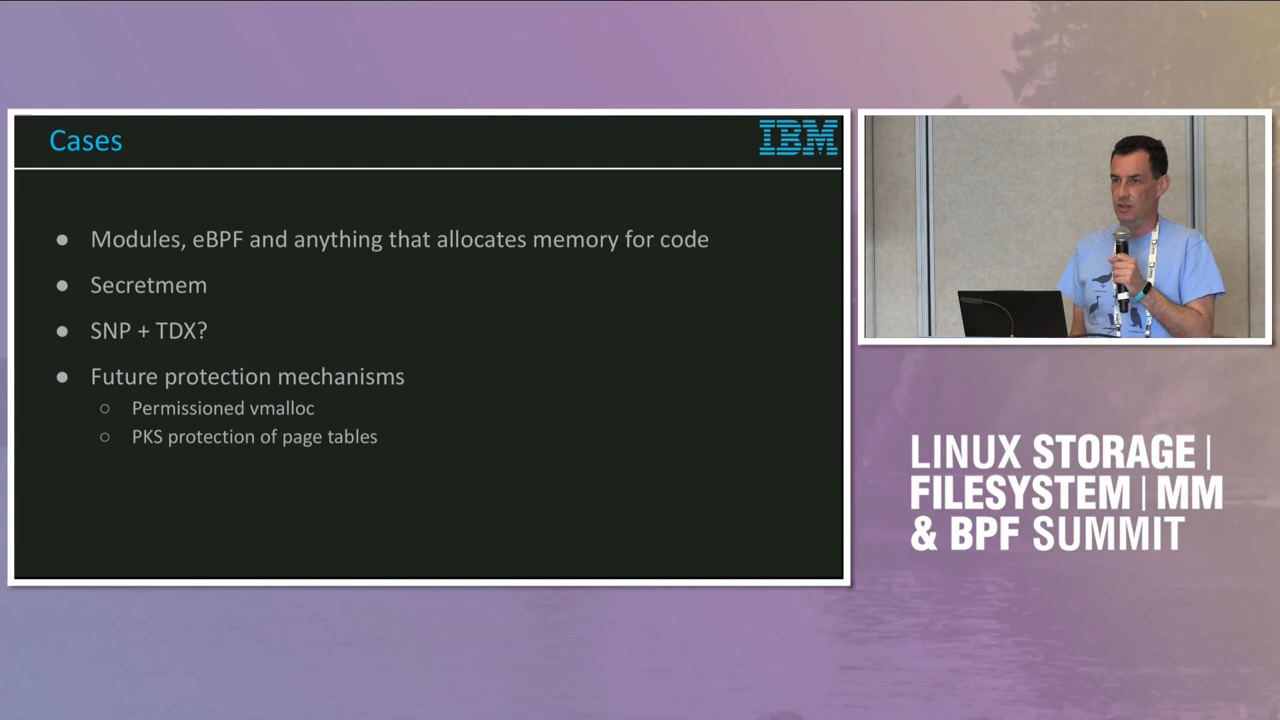 Cases
IBM
● Modules, eBPF and anything that allocates memory for code
● Secretmem
● SNP + TDX?
● Future protection mechanisms
○ Permissioned vmalloc
○ PKS protection of page tables
LINUX STORAGE |
FILESYSTEM | MM
& BPF SUMMIT